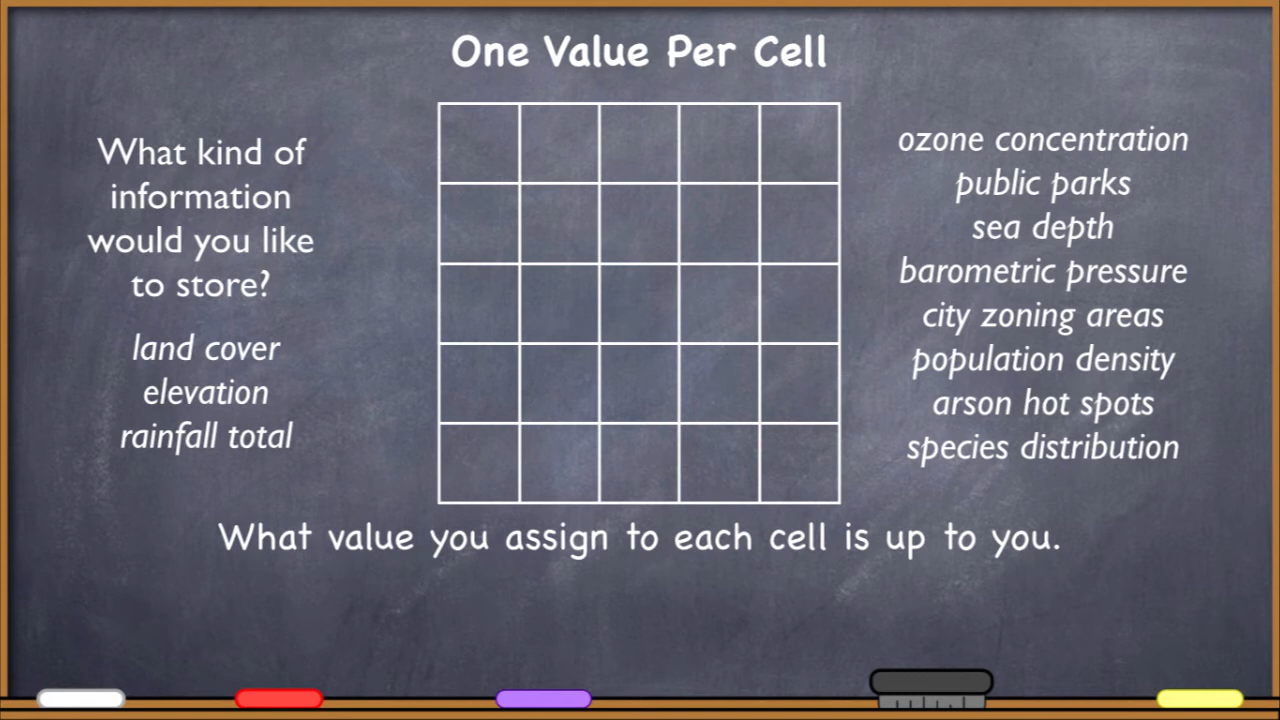 One Value Per Cell
What kind of
information
would you like
to store?
land cover
elevation
rainfall total
ozone concentration
public parks
sea depth
barometric pressure
city zoning areas
population density
arson hot spots
species distribution
What value you assign to each cell is up to you.